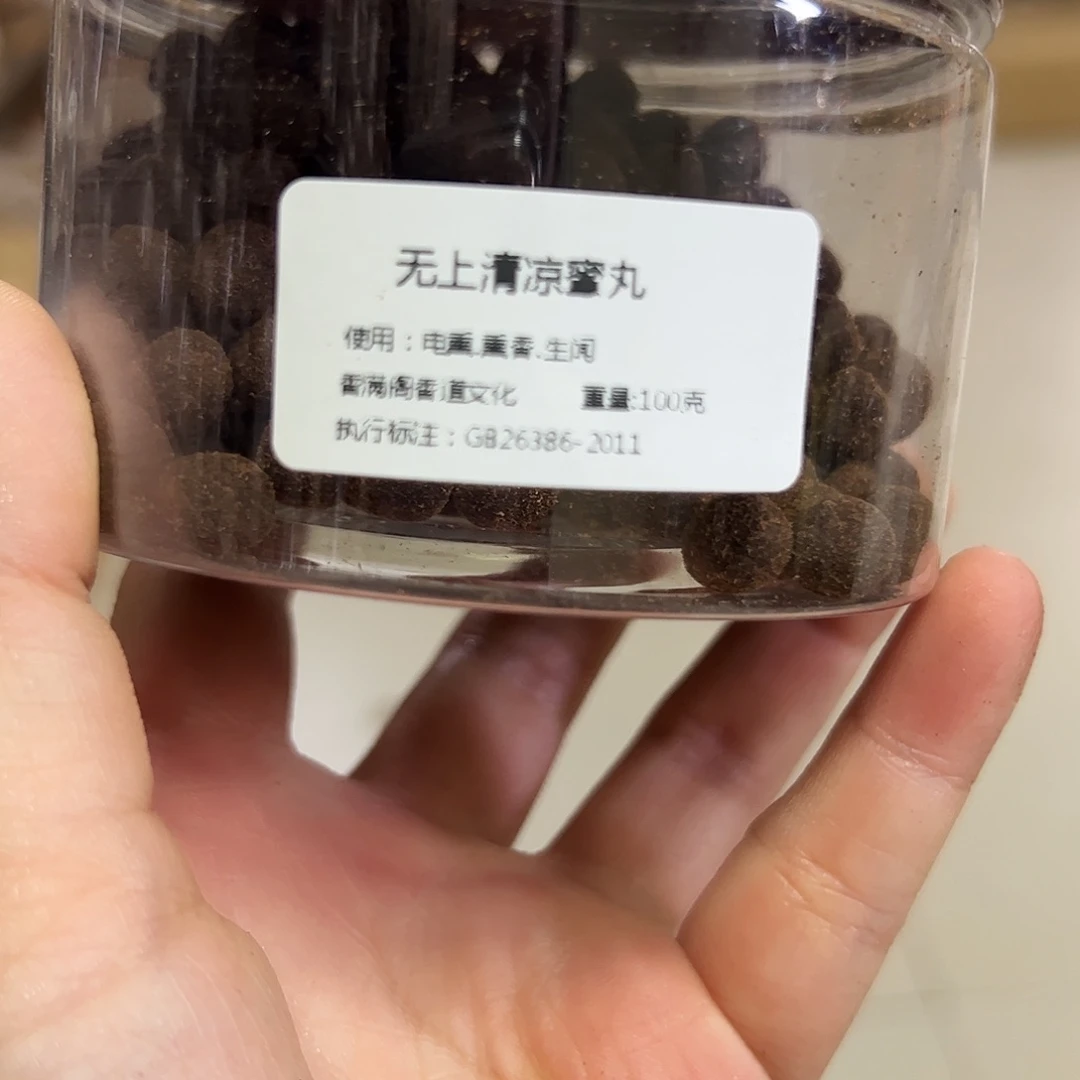 无上清凉蜜丸
使用：电熏.熏香.生闻
香满阁香道文化 重量:100克
执行标注：GB26386-2011